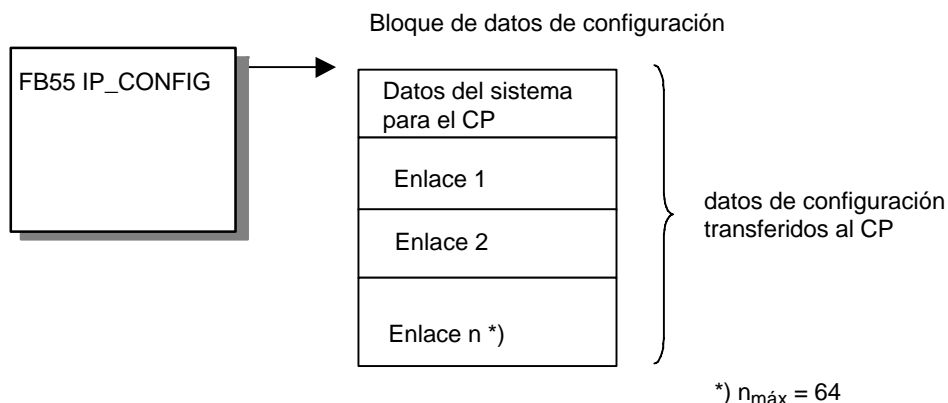 Bloque de datos de configuración
FB55 IP_CONFIG
Datos del sistema
para el CP
Enlace 1
Enlace 2
Enlace n *)
datos de configuración
transferidos al CP
*) nmáx = 64